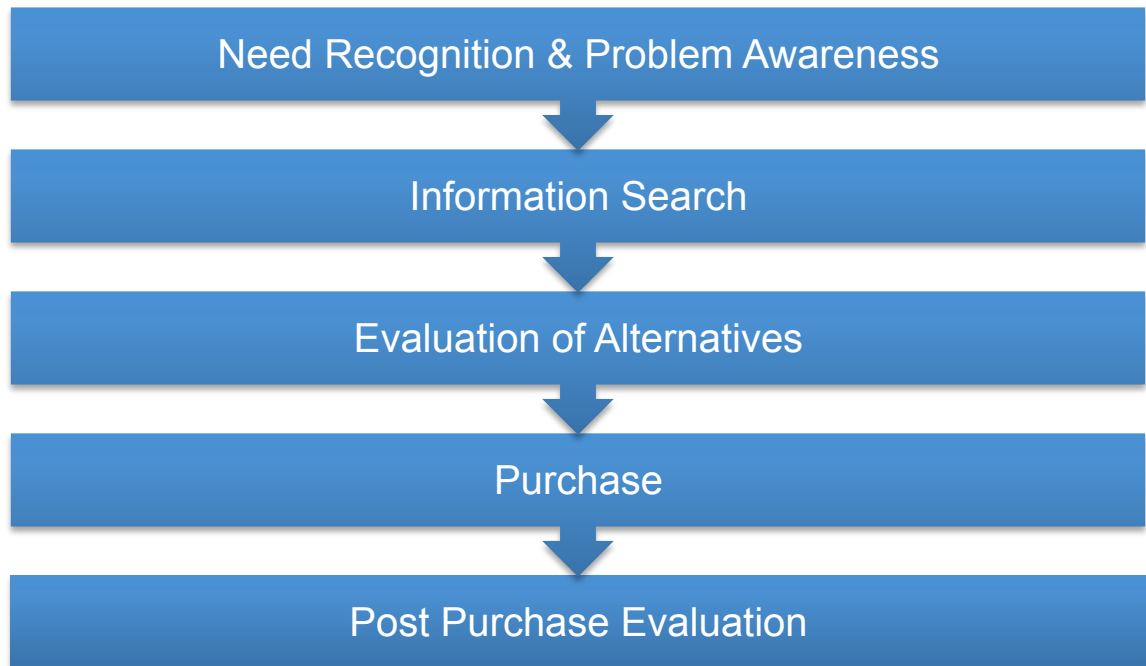 Need Recognition & Problem Awareness
Information Search
Evaluation of Alternatives
Purchase
Post Purchase Evaluation